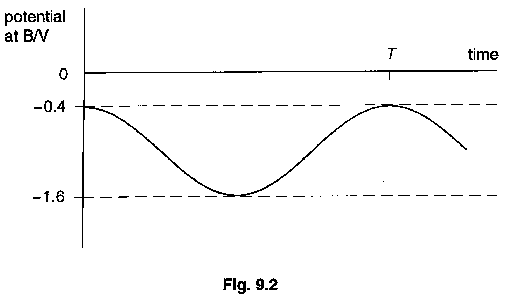 potential
at B/V
T
time
0
−0.4
−1.6
Fig. 9.2